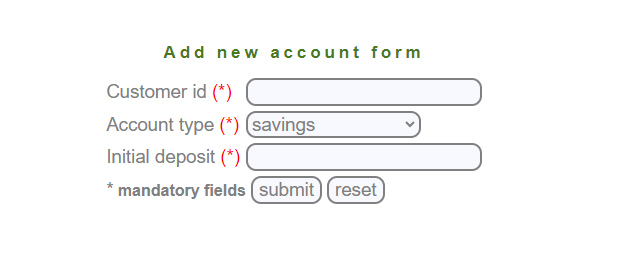 Add new account form
Customer id (*)
Account type (*) savings
Initial deposit (*)
* mandatory fields submit reset